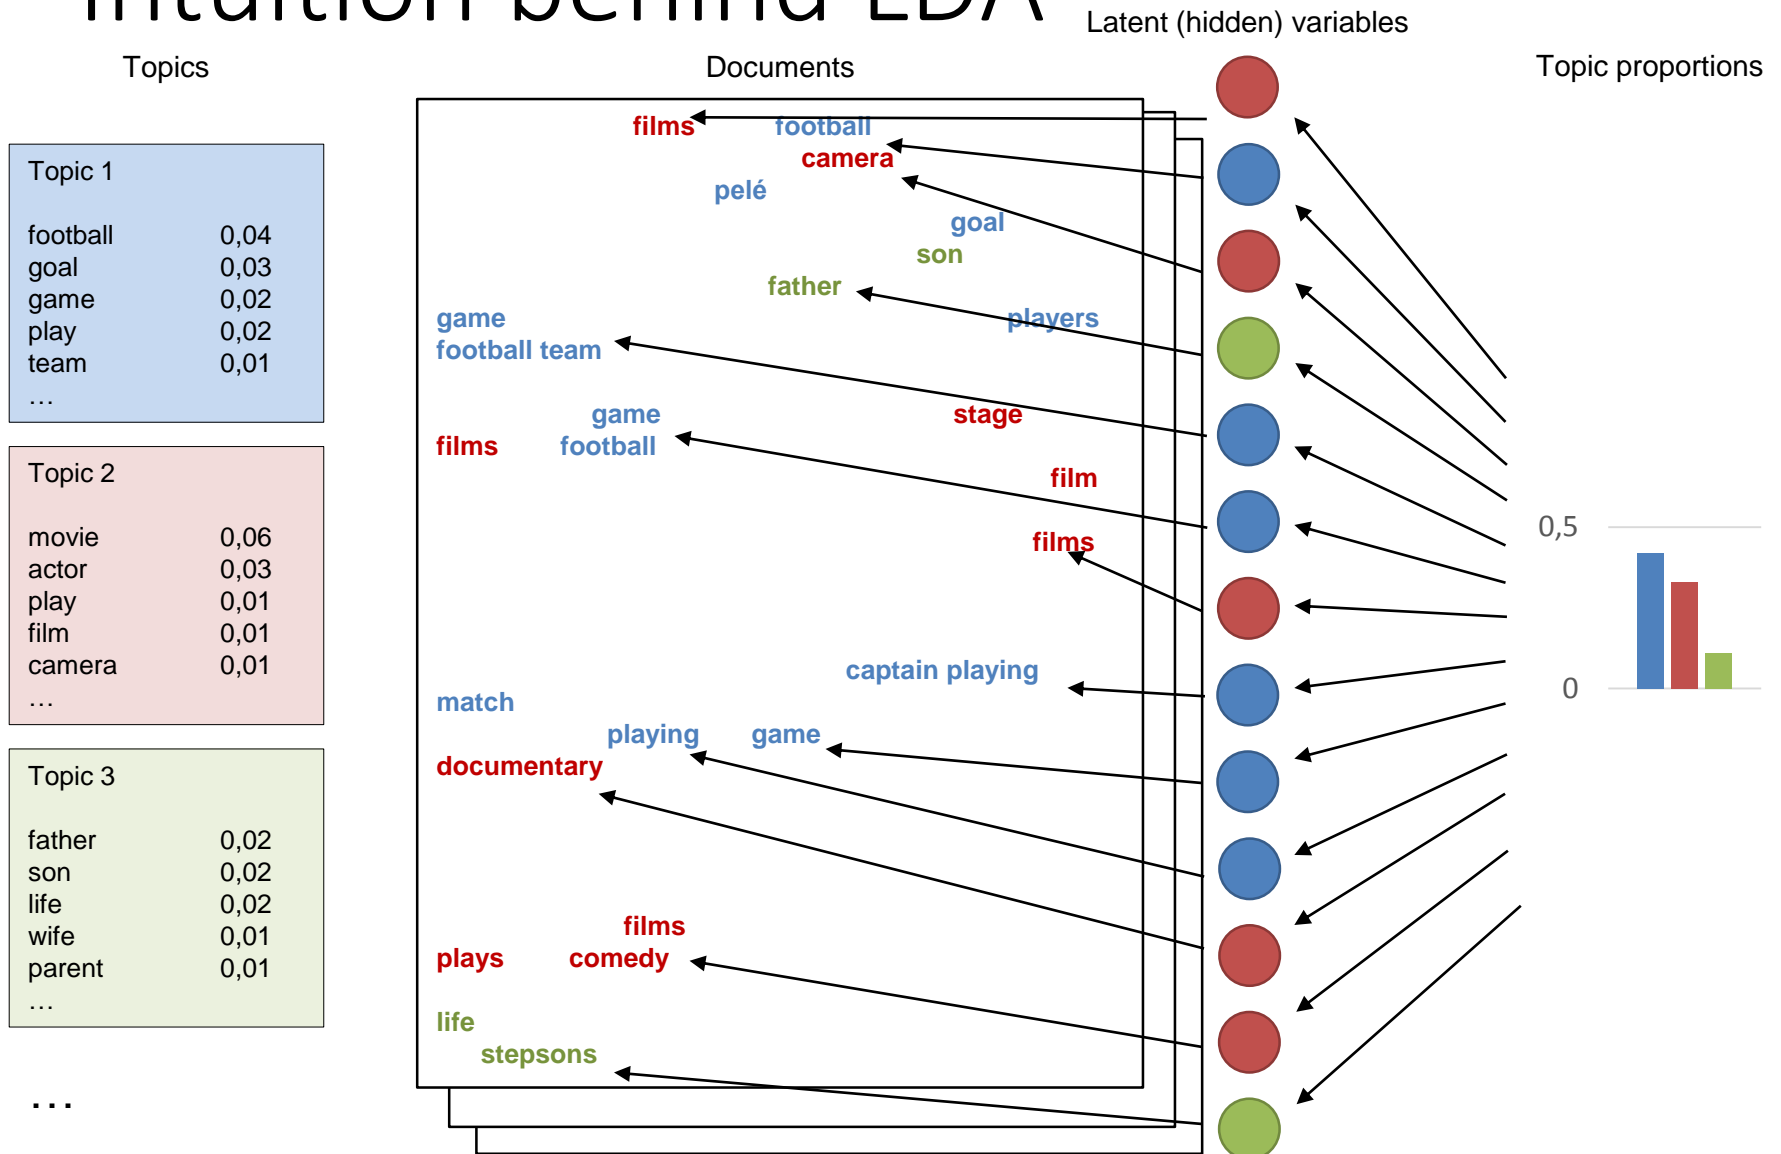 Intuition behind LDA
Latent (hidden) variables
Topics
Documents
Topic proportions
Topic 1
football 0,04
goal 0,03
game 0,02
play 0,02
team 0,01
…
Topic 2
movie 0,06
actor 0,03
play 0,01
film 0,01
camera 0,01
…
Topic 3
father 0,02
son 0,02
life 0,02
wife 0,01
parent 0,01
…
…
films football
camera
pelé
goal
son
father
game players
football team
game stage
films football
film
films
captain playing
match
playing game
documentary
films
plays comedy
life
stepsons
0,5
0